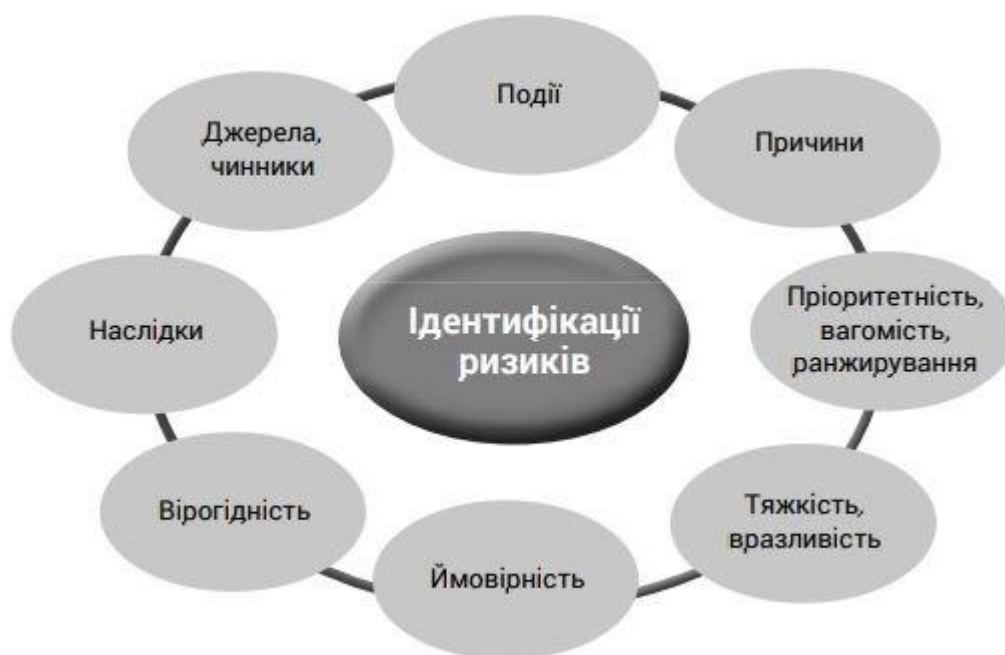 Події
Джерела,
чинники
Причини
Наслідки
Ідентифікації
ризиків
Пріоритетність,
вагомість,
ранжирування
Вірогідність
Ймовірність
Тяжкість,
вразливість